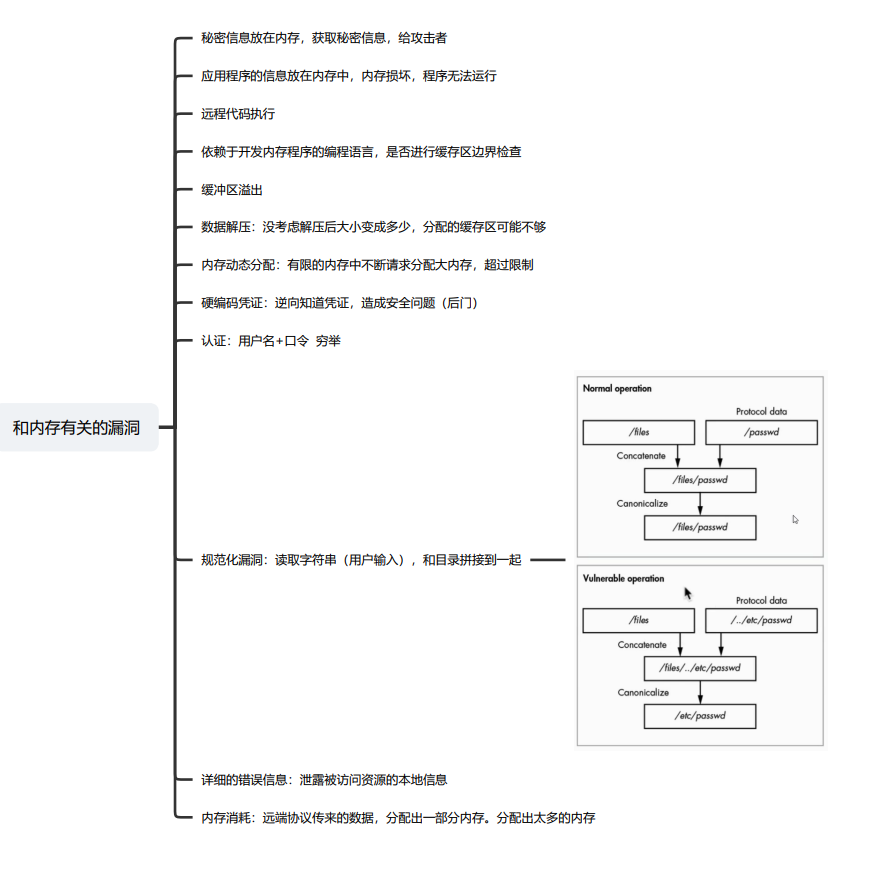 秘密信息放在内存，获取秘密信息，给攻击者
应用程序的信息放在内存中，内存损坏，程序无法运行
远程代码执行
依赖于开发内存程序的编程语言，是否进行缓存区边界检查
缓冲区溢出
数据解压：没考虑解压后大小变成多少，分配的缓存区可能不够
内存动态分配：有限的内存中不断请求分配大内存，超过限制
硬编码凭证：逆向知道凭证，造成安全问题（后门）
认证：用户名+口令 穷举
和内存有关的漏洞
规范化漏洞：读取字符串（用户输入），和目录拼接到一起
Normal operation
Protocol data
/files
/passwd
Concatenate
/files/passwd
Canonicalize
/files/passwd
Vulnerable operation
Protocol data
/files
/../etc/passwd
Concatenate
/files/../etc/passwd
Canonicalize
/etc/passwd
详细的错误信息：泄露被访问资源的本地信息
内存消耗：远端协议传来的数据，分配出一部分内存。分配出太多的内存